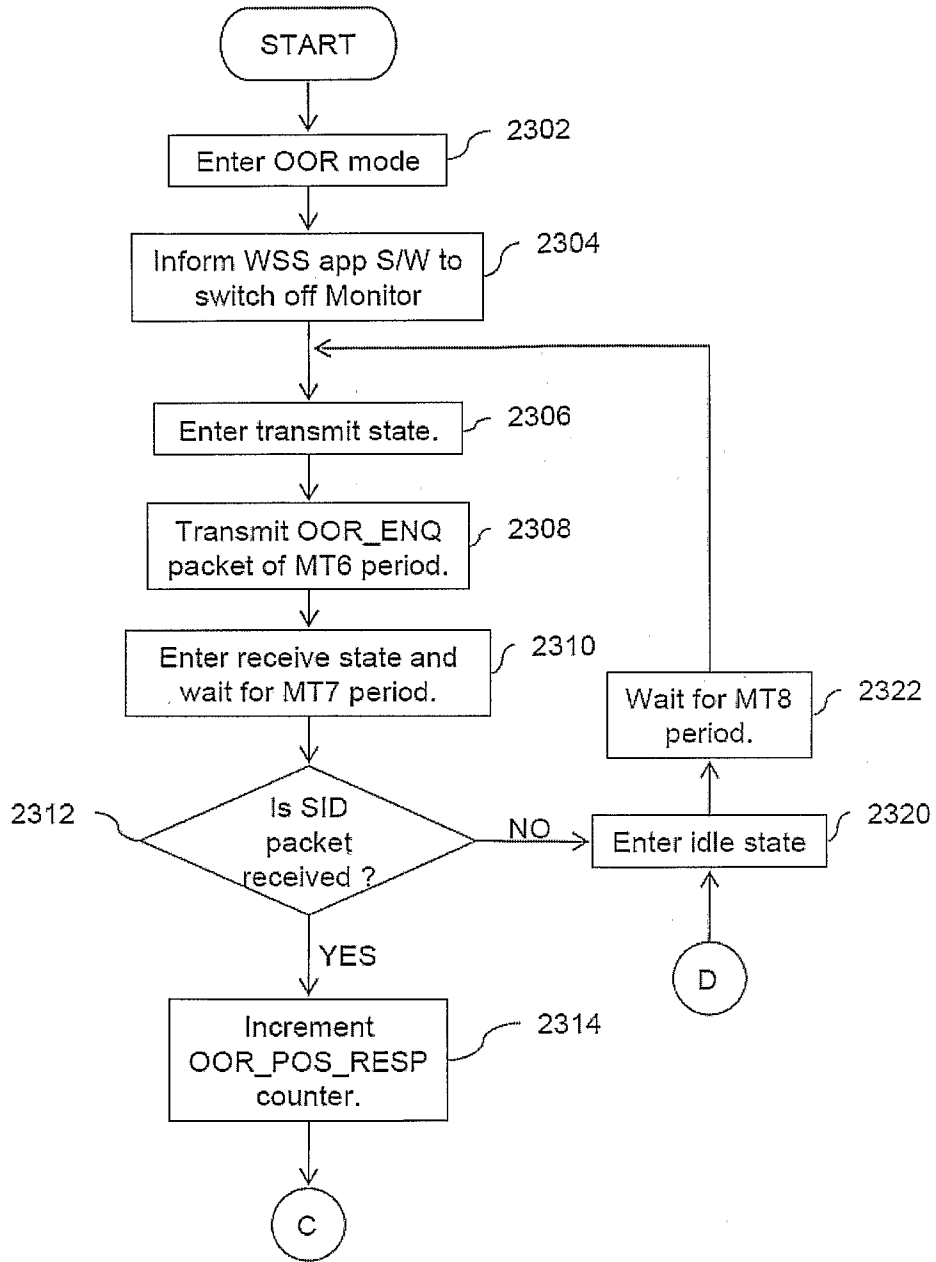 START
2302
Enter OOR mode
2304
Inform WSS app S/W to
switch off Monitor
2306
Enter transmit state.
2308
Transmit OOR_ENQ
packet of MT6 period.
2310
Enter receive state and
wait for MT7 period.
2322
Wait for MT8
period.
2312
Is SID
packet
received ?
NO
2320
Enter idle state
YES
D
2314
Increment
OOR_POS_RESP
counter.
C